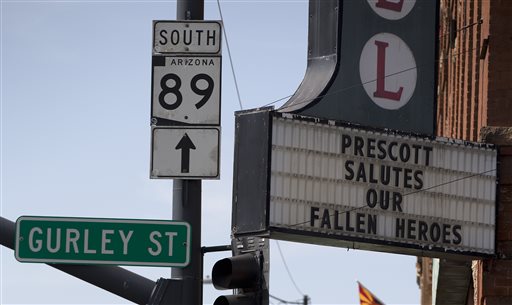 SOUTH
ARIZONA
89
GURLEY ST
L
PRESCOTT
SALUTES
OUR
FALLEN HEROES